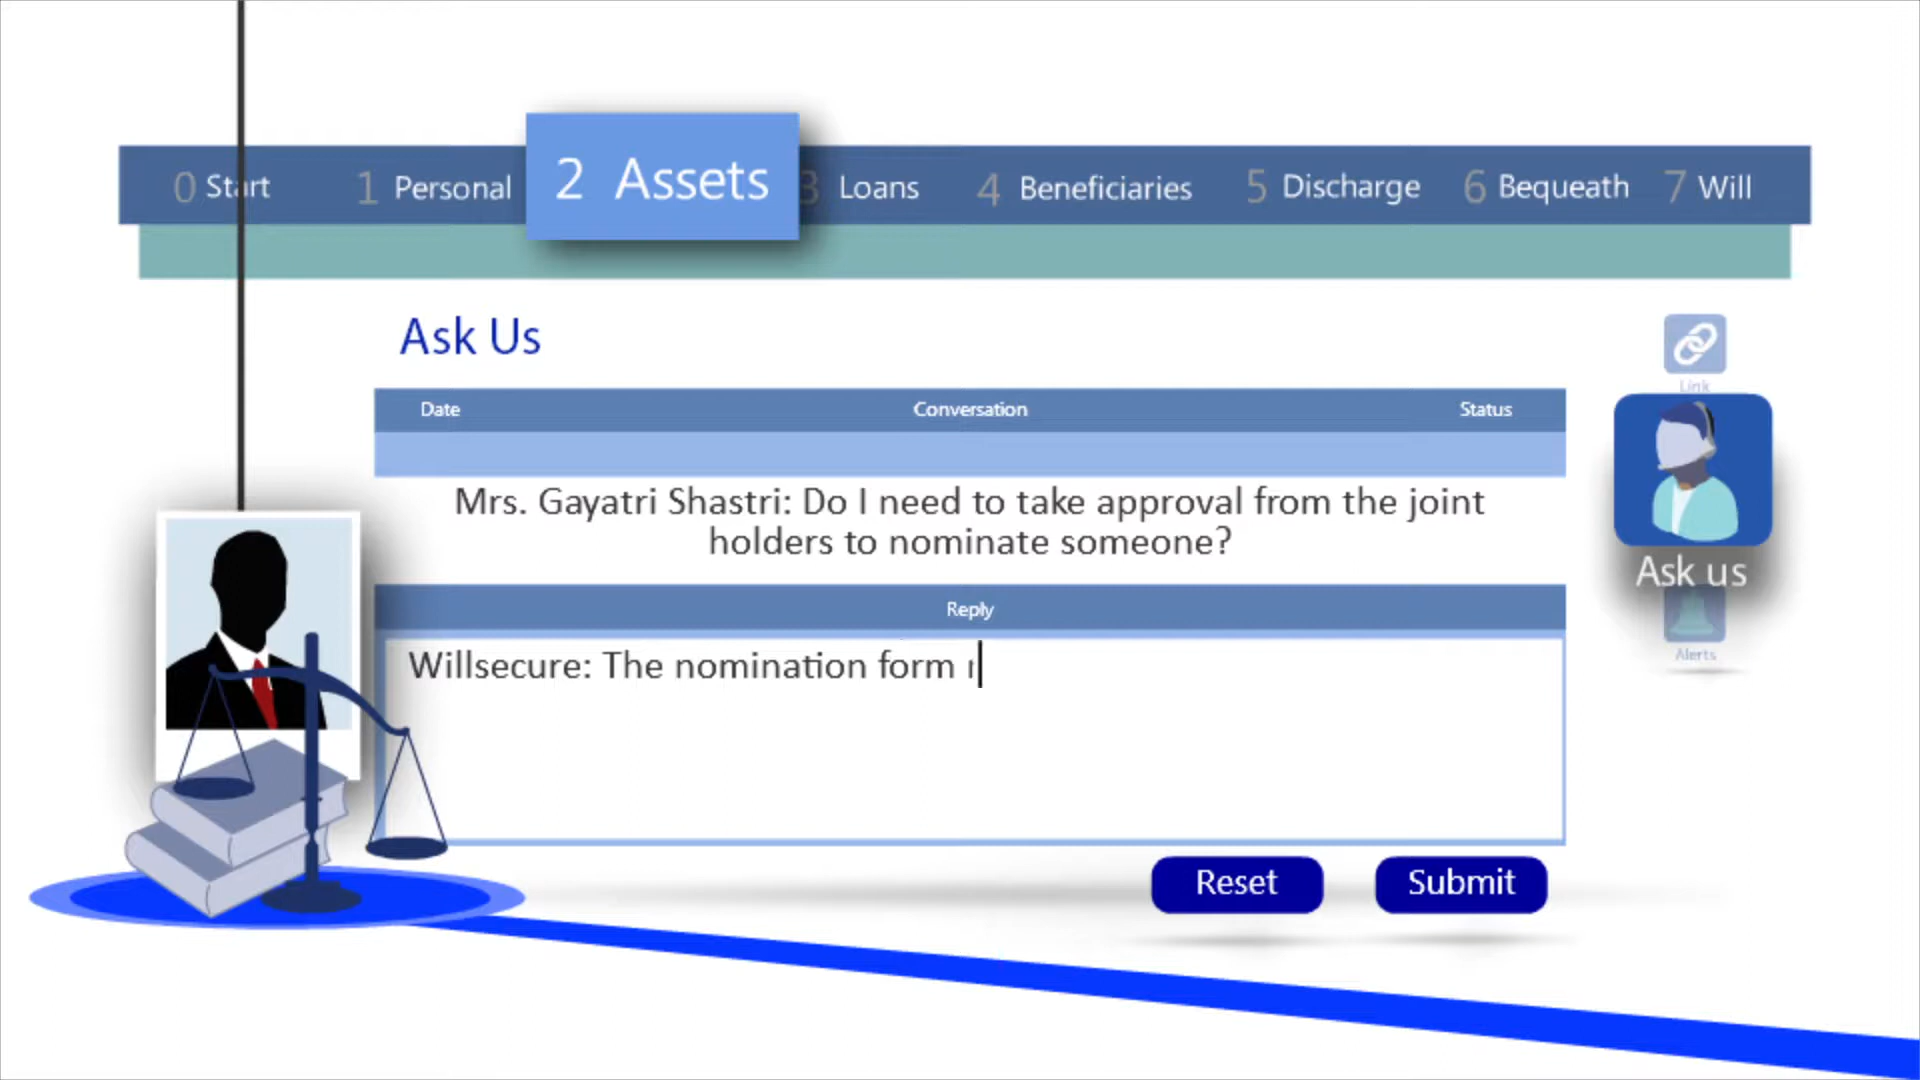 0 Start 1 Personal 2 Assets 3 Loans 4 Beneficiaries 5 Discharge 6 Bequeath 7 Will
Ask Us
Link
Date Conversation Status
Mrs. Gayatri Shastri: Do I need to take approval from the joint
holders to nominate someone?
Ask us
Reply
Alerts
Willsecure: The nomination form
Reset Submit